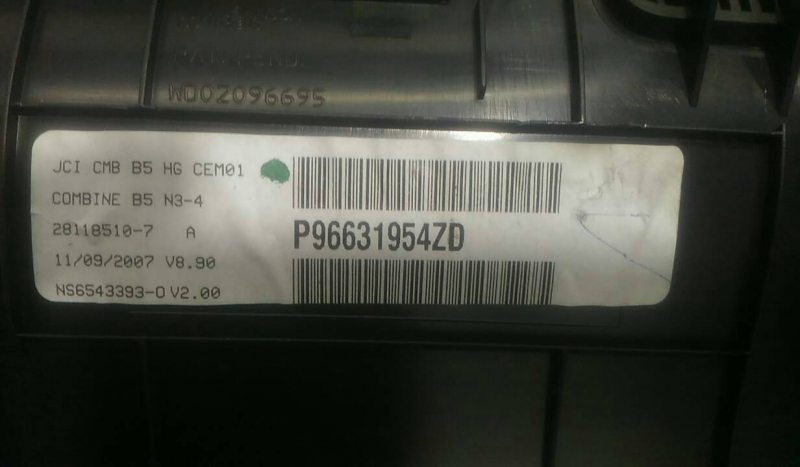 W002096695
JCI CMB B5 HG CEM01
COMBINE B5 N3-4
28118510-7 A
11/09/2007 V8.90
NS6543393-0 V2.00
P96631954ZD